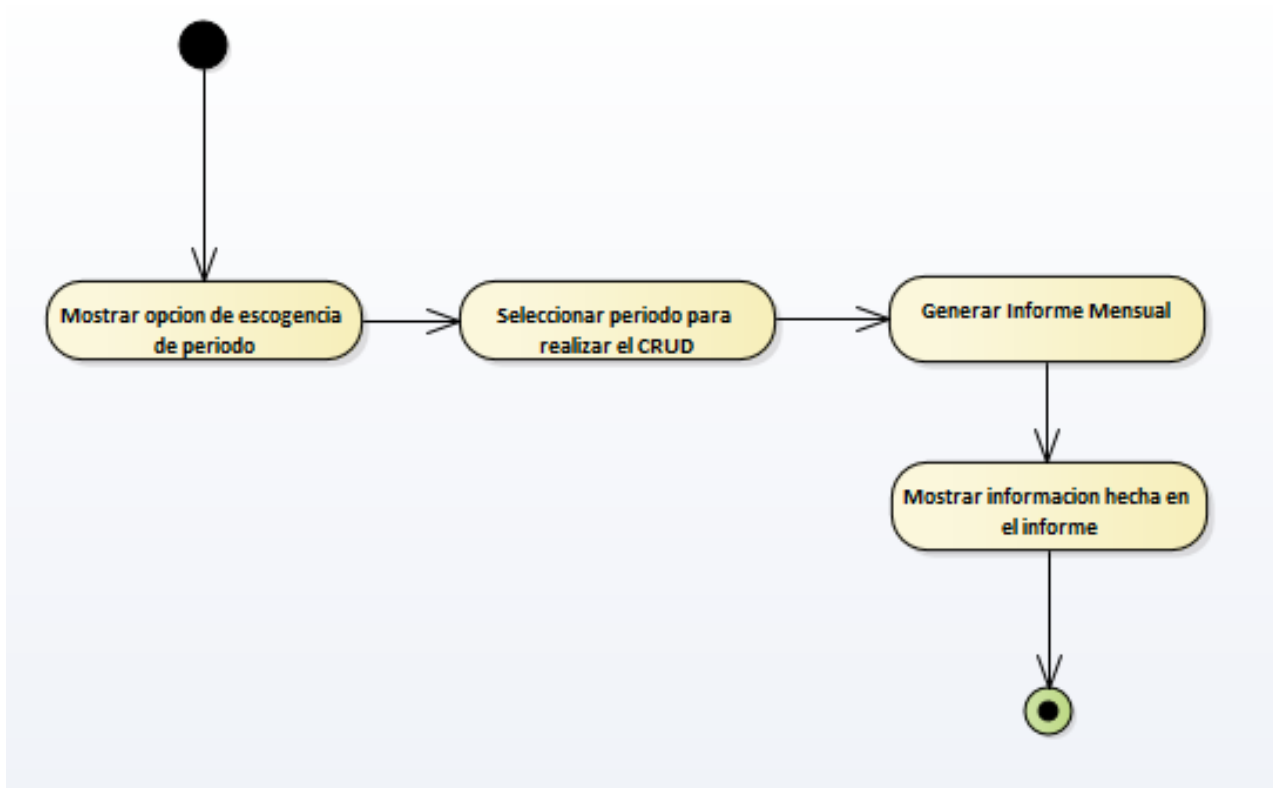 Mostrar opcion de escogencia
de periodo
Seleccionar periodo para
realizar el CRUD
Generar Informe Mensual
Mostrar informacion hecha en
el informe